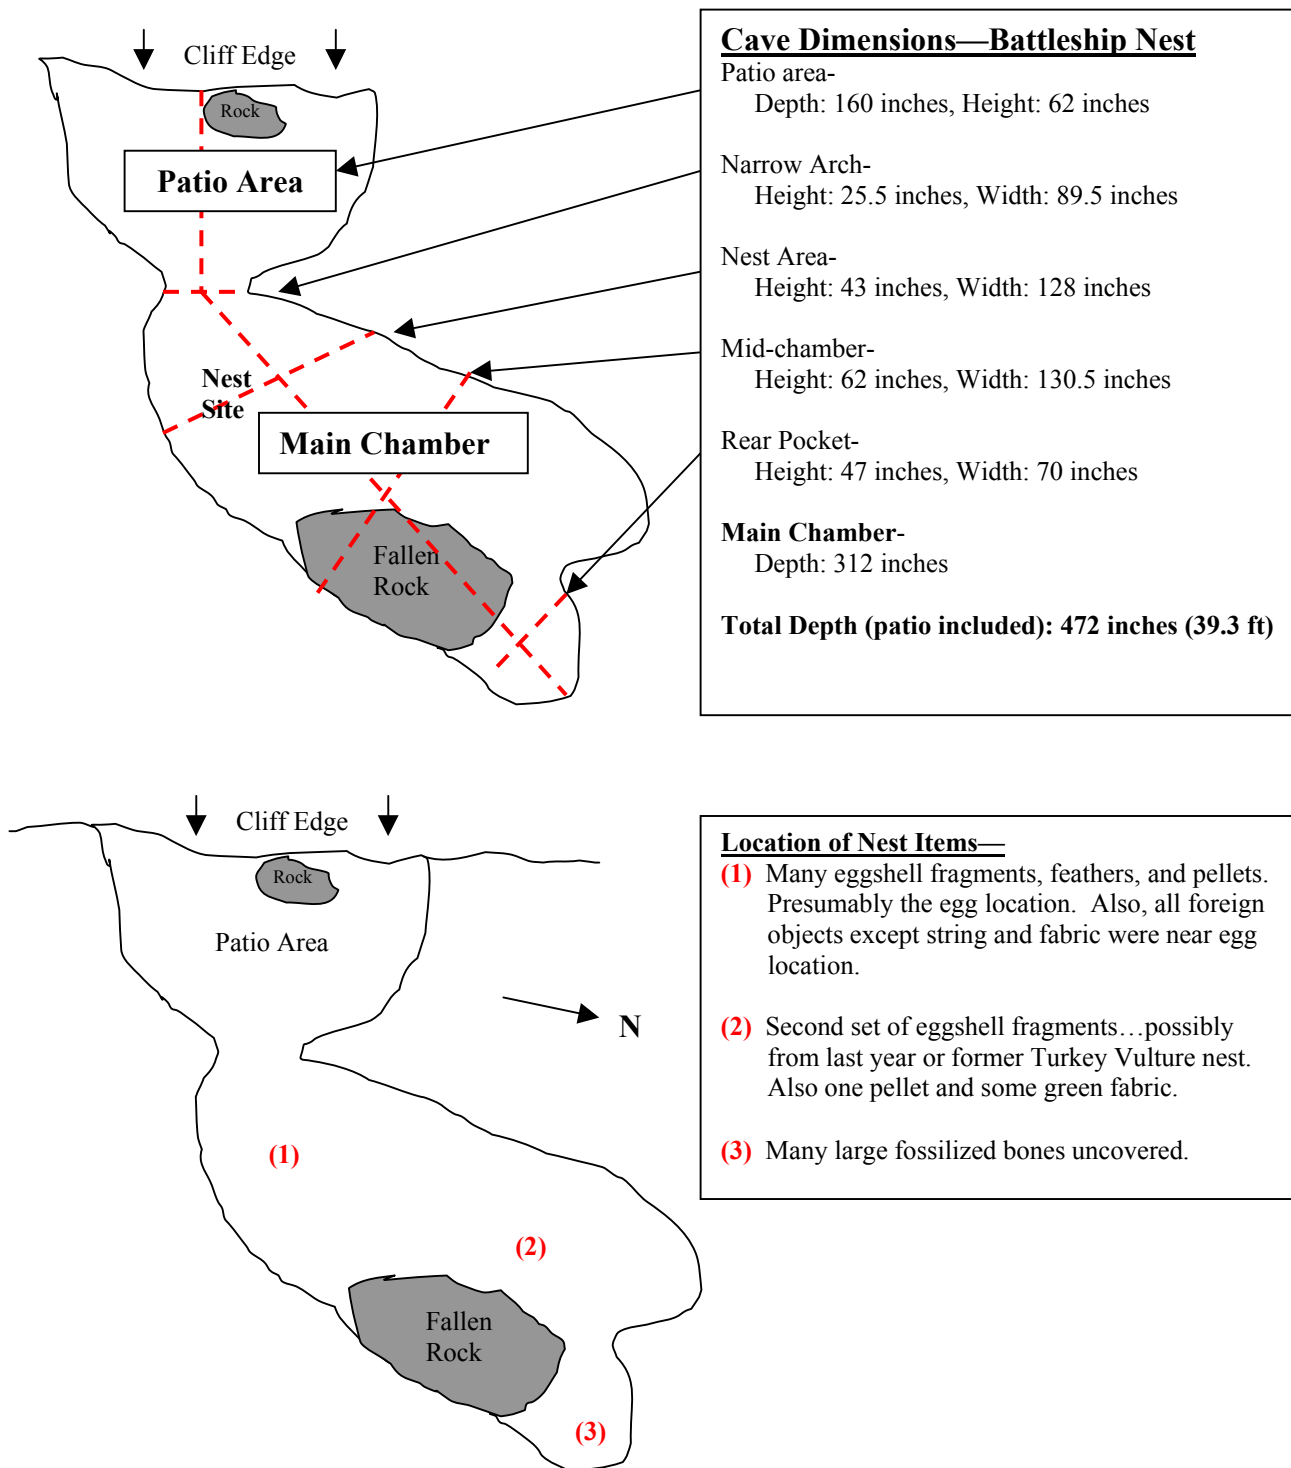 Cliff Edge
Rock
Patio Area
Nest
Site
Main Chamber
Fallen
Rock
Cave Dimensions—Battleship Nest
Patio area-
Depth: 160 inches, Height: 62 inches
Narrow Arch-
Height: 25.5 inches, Width: 89.5 inches
Nest Area-
Height: 43 inches, Width: 128 inches
Mid-chamber-
Height: 62 inches, Width: 130.5 inches
Rear Pocket-
Height: 47 inches, Width: 70 inches
Main Chamber-
Depth: 312 inches
Total Depth (patio included): 472 inches (39.3 ft)
Cliff Edge
Rock
Patio Area
N
(1)
(2)
Fallen
Rock
(3)
Location of Nest Items—
(1) Many eggshell fragments, feathers, and pellets.
Presumably the egg location. Also, all foreign
objects except string and fabric were near egg
location.
(2) Second set of eggshell fragments…possibly
from last year or former Turkey Vulture nest.
Also one pellet and some green fabric.
(3) Many large fossilized bones uncovered.